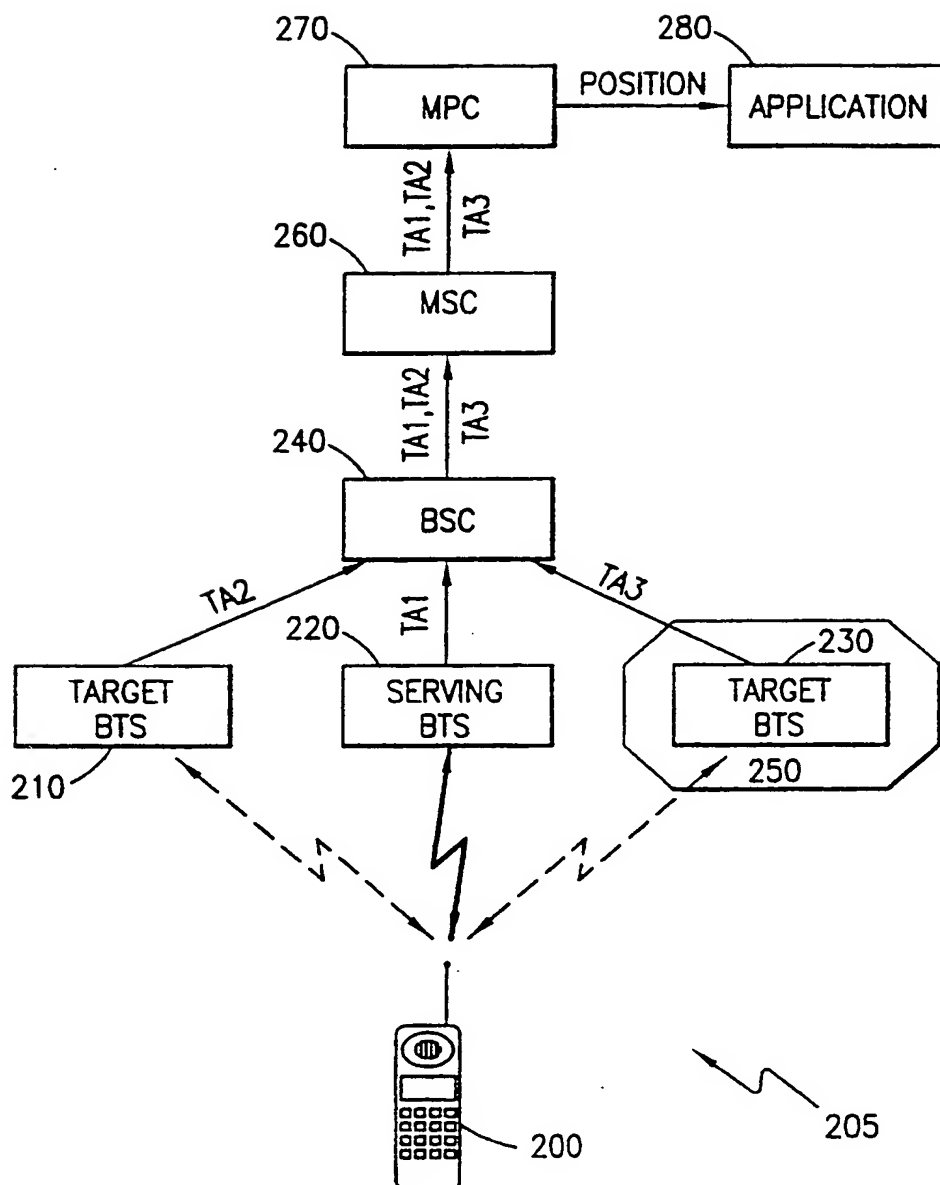 270
280
MPC
POSITION
APPLICATION
TA1,TA2
TA3
260
MSC
TA1,TA2
TA3
240
BSC
TA2
TA1
TA3
220
230
TARGET
BTS
SERVING
BTS
TARGET
BTS
210
250
200
205